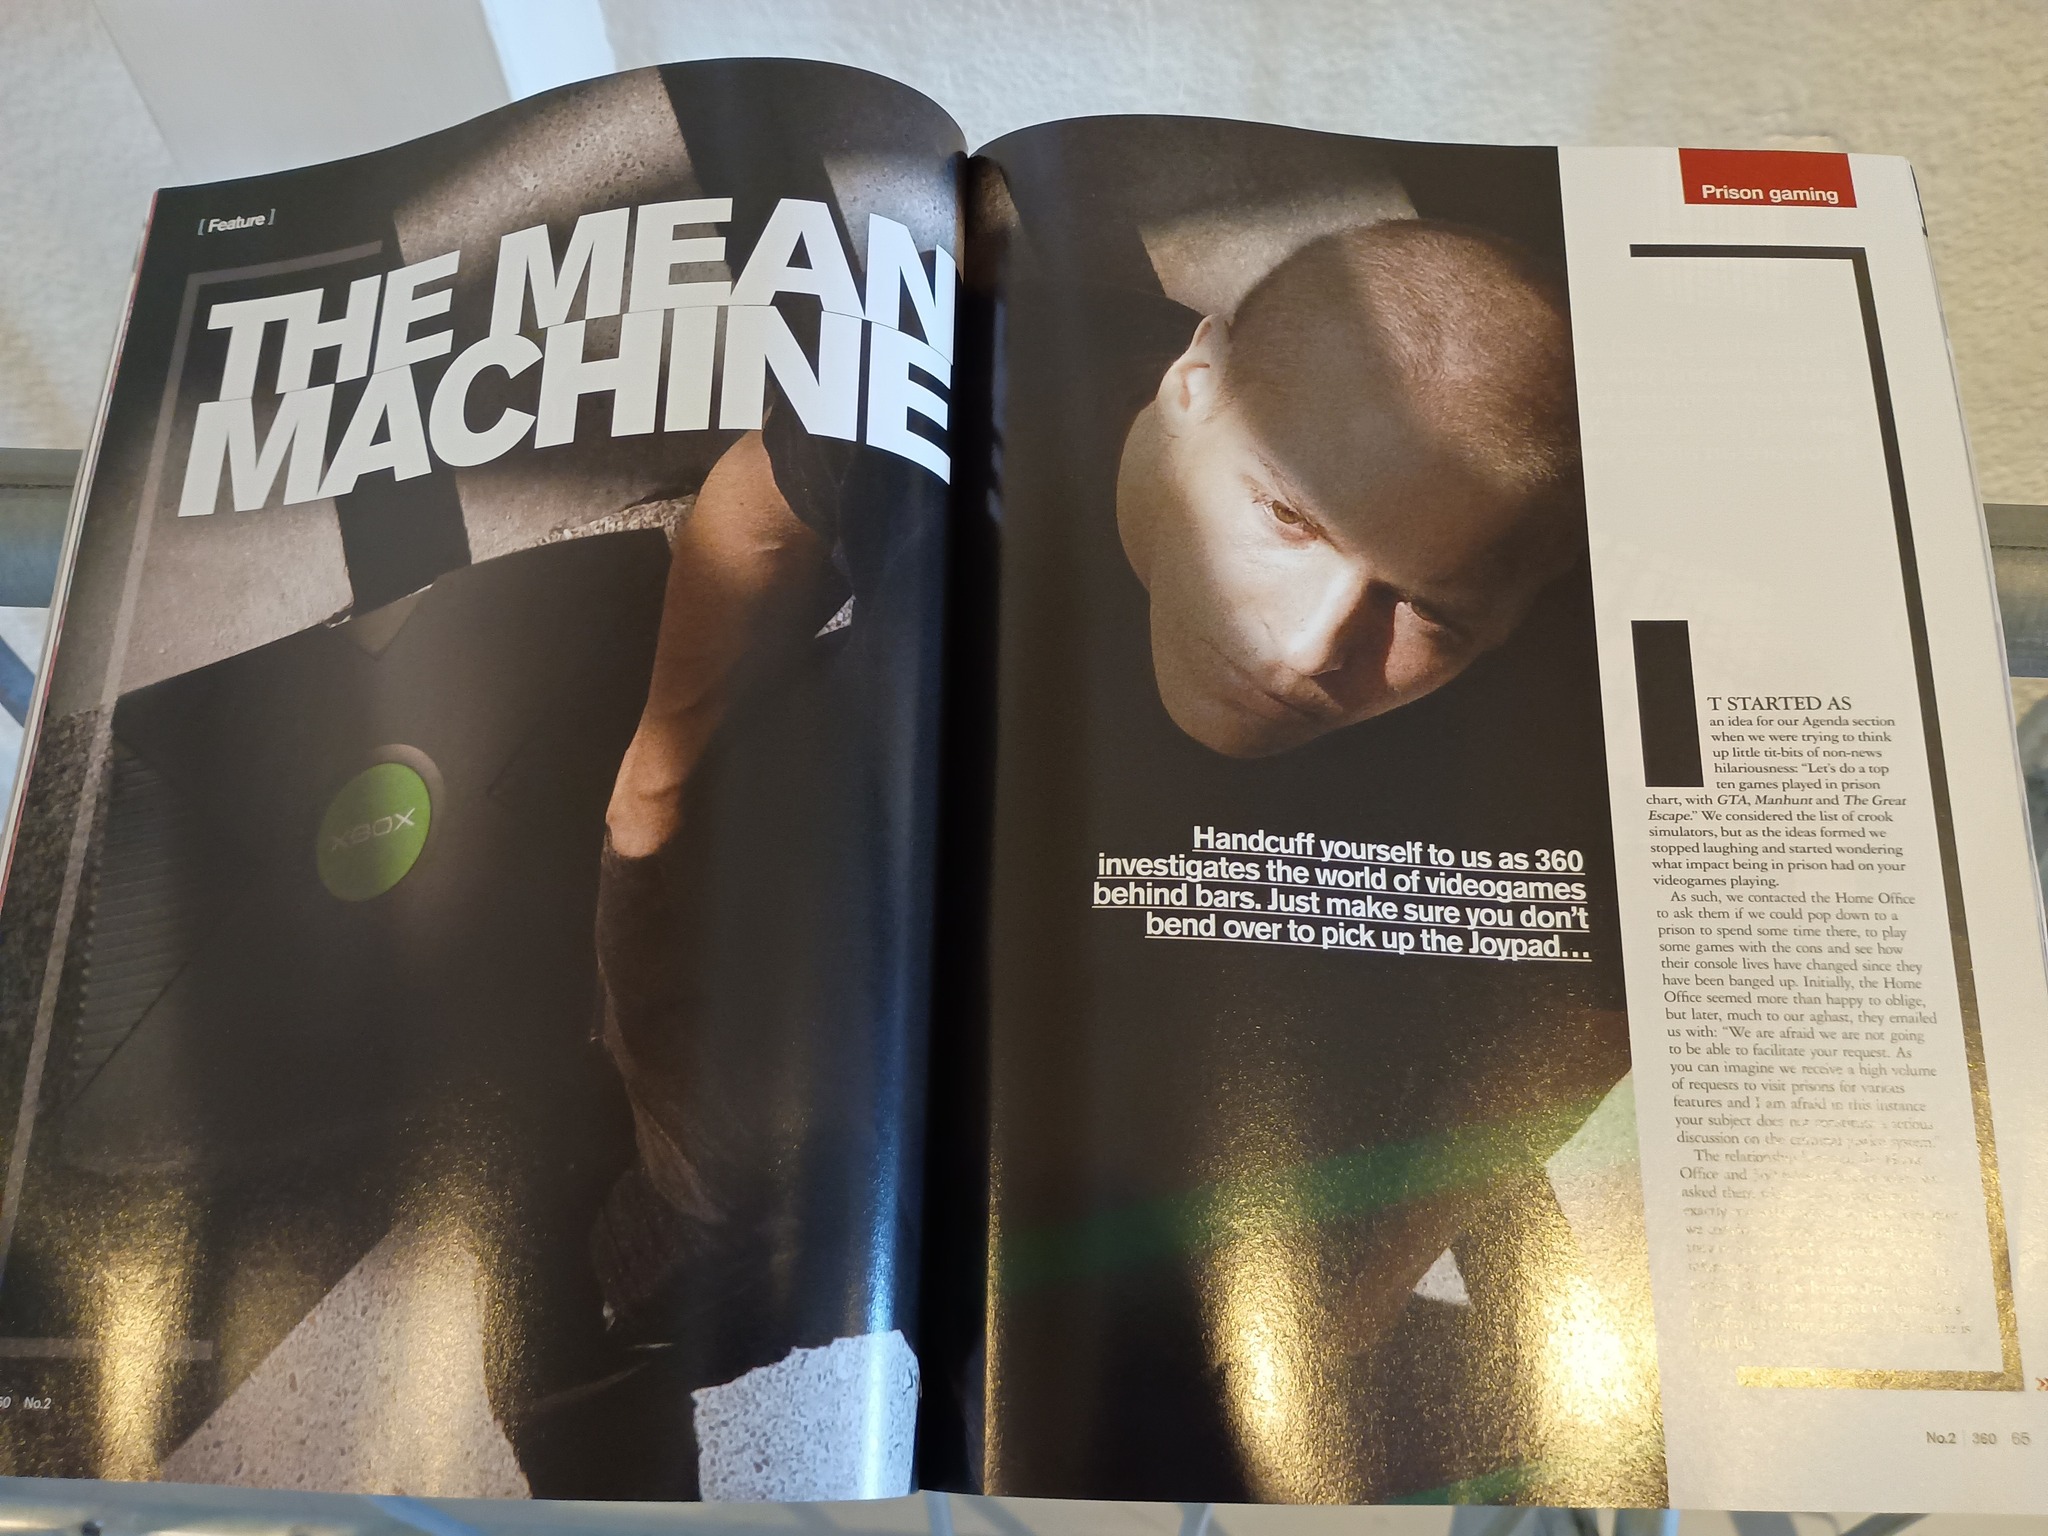 [ Feature ]
THE MEAN
MACHINE
XBOX
No.2
Prison gaming
Handcuff yourself to us as 360
investigates the world of videogames
behind bars. Just make sure you don't
bend over to pick up the Joypad...
IT STARTED AS
an idea for our Agenda section
when we were trying to think
up little tit-bits of non-news
hilariousness: "Let's do a top
ten games played in prison
chart, with GTA, Manhunt and The Great
Escape." We considered the list of crook
simulators, but as the ideas formed we
stopped laughing and started wondering
what impact being in prison had on your
videogames playing.
As such, we contacted the Home Office
to ask them if we could pop down to a
prison to spend some time there, to play
some games with the cons and see how
their console lives have changed since they
have been banged up. Initially, the Home
Office seemed more than happy to oblige,
but later, much to our aghast, they emailed
us with: "We are afraid we are not going
to be able to facilitate your request. As
you can imagine we receive a high volume
of requests to visit prisons for various
features and I am afraid in this instance
your subject does not constitute a serious
discussion on the criminal justice system."
The relationship
Office and
asked
exactly
No.2 | 360 65